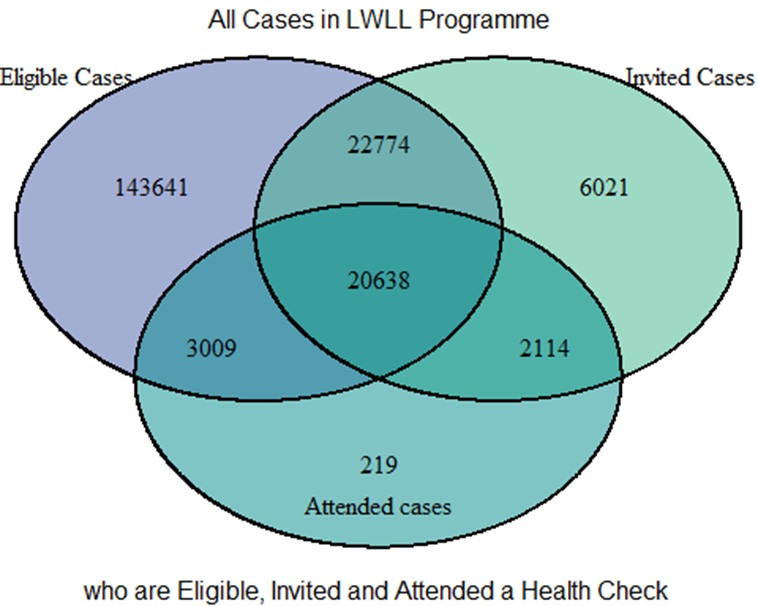 All Cases in LWLL Programme
Eligible Cases
Invited Cases
22774
143641
6021
20638
3009
2114
219
Attended cases
who are Eligible, Invited and Attended a Health Check